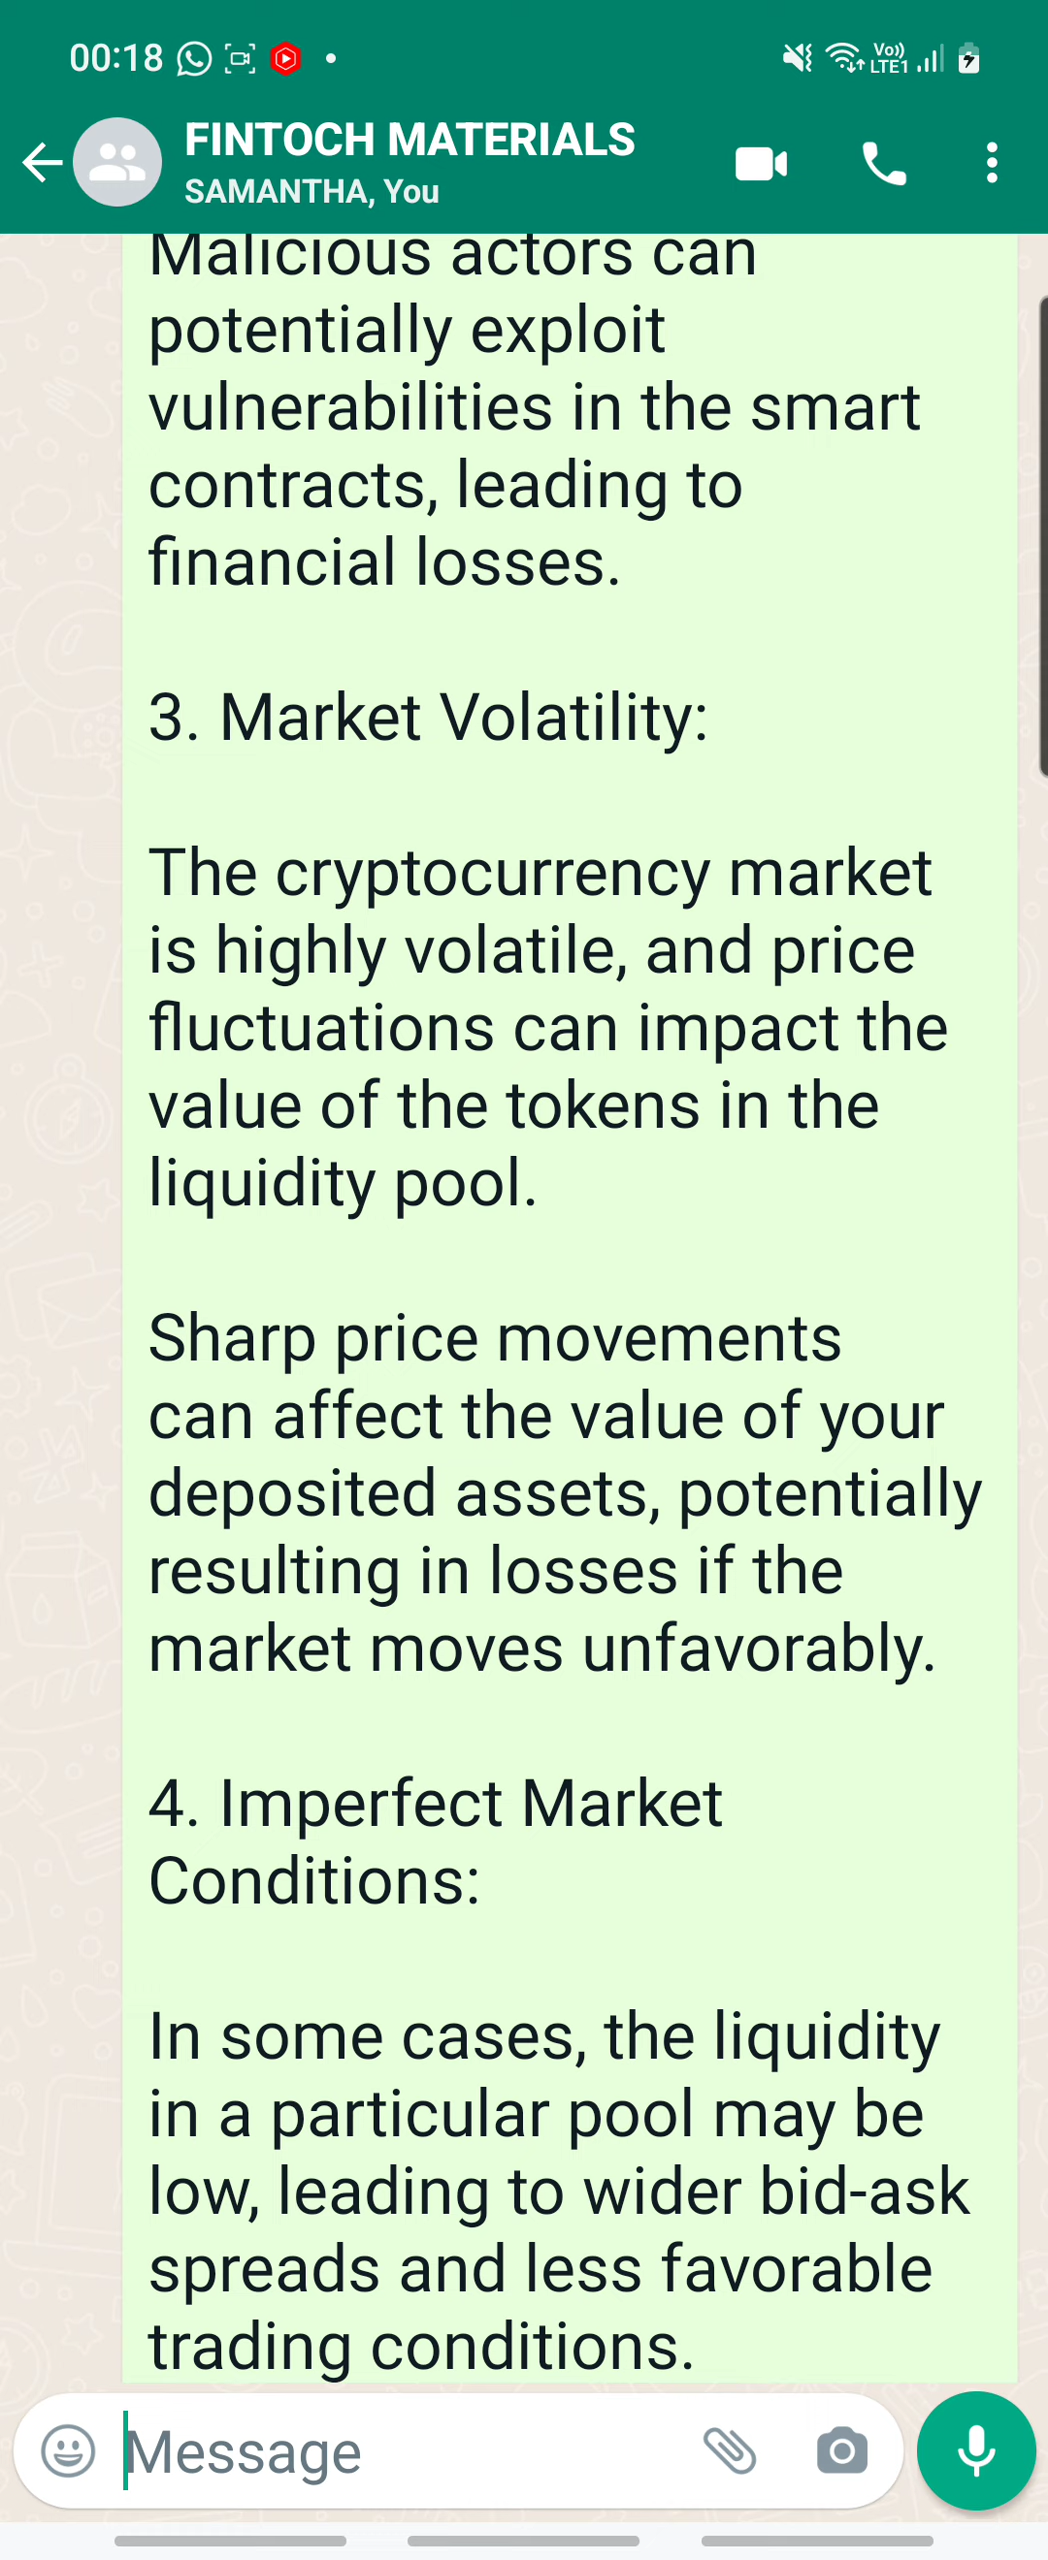 00:18
Vo))
LTE1
FINTOCH MATERIALS
SAMANTHA, You
Malicious actors can
potentially exploit
vulnerabilities in the smart
contracts, leading to
financial losses.
3. Market Volatility:
The cryptocurrency market
is highly volatile, and price
fluctuations can impact the
value of the tokens in the
liquidity pool.
Sharp price movements
can affect the value of your
deposited assets, potentially
resulting in losses if the
market moves unfavorably.
4. Imperfect Market
Conditions:
In some cases, the liquidity
in a particular pool may be
low, leading to wider bid-ask
spreads and less favorable
trading conditions.
Message